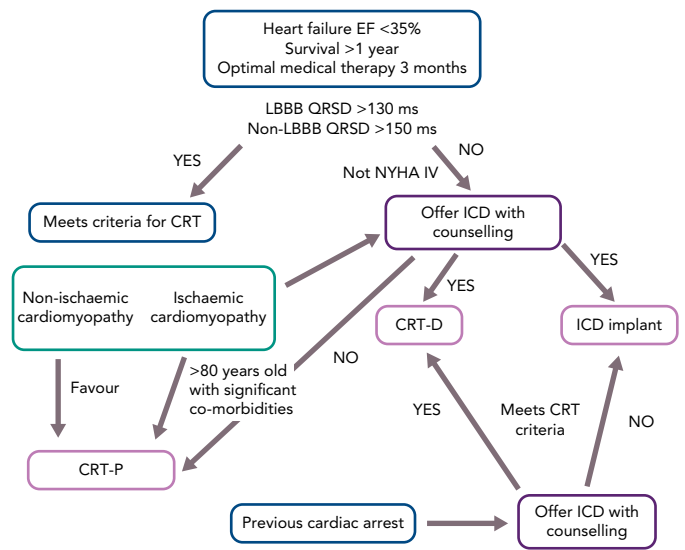 Heart failure EF <35%
Survival >1 year
Optimal medical therapy 3 months
LBBB QRSD >130 ms
Non-LBBB QRSD >150 ms
YES
NO
Not NYHA IV
Meets criteria for CRT
Offer ICD with
counselling
Non-ischaemic
cardiomyopathy
Ischaemic
cardiomyopathy
YES
YES
CRT-D
ICD implant
NO
Favour
>80 years old
with significant
co-morbidities
YES
Meets CRT
criteria
NO
CRT-P
Previous cardiac arrest
Offer ICD with
counselling